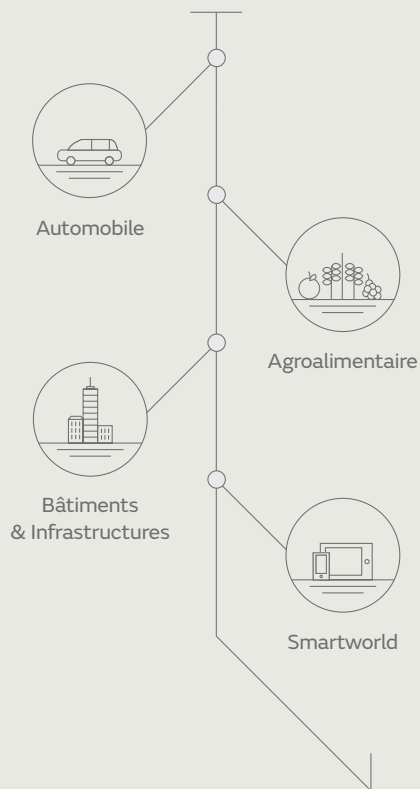 Automobile
Agroalimentaire
Bâtiments
& Infrastructures
Smartworld